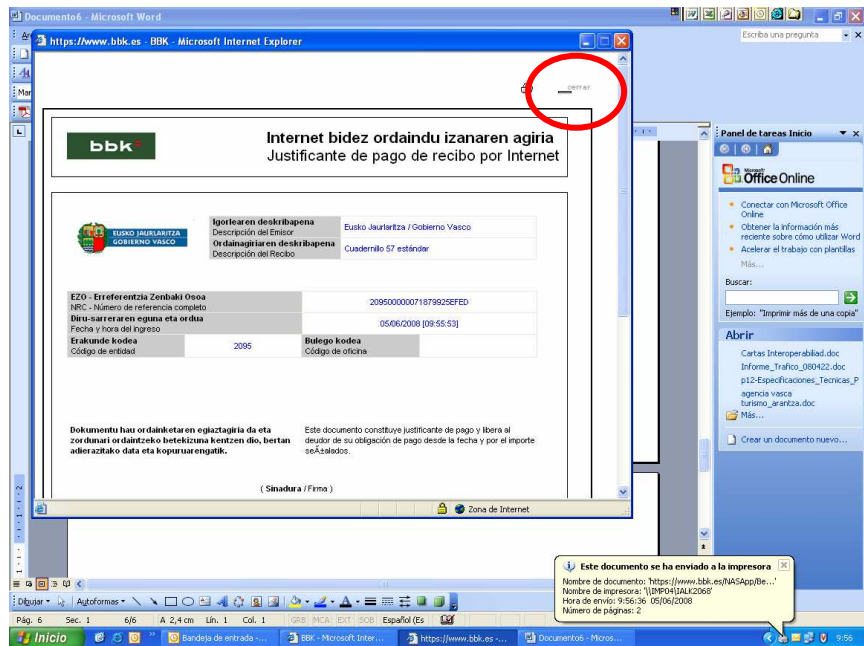 Documento6 - Microsoft Word
Escriba una pregunta
https://www.bbk.es - BBK - Microsoft Internet Explorer
cerrar
bbk
Internet bidez ordaindu izanaren agiria
Justificante de pago de recibo por Internet
EUSKO JAURLARITZA
GOBIERNO VASCO
Igorlearen deskribapena
Descripción del Emisor
Eusko Jaurlaritza / Gobierno Vasco
Ordainagiriaren deskribapena
Descripción del Recibo
Cuadernillo 57 estándar
EZO - Erreferentzia Zenbaki Osoa
NRC - Número de referencia completo
209500000071879925EFED
Diru-sarreraren eguna eta ordua
Fecha y hora del ingreso
05/06/2008 [09:55:53]
Erakunde kodea
Código de entidad
2095
Bulego kodea
Código de oficina
Dokumentu hau ordainketaren egiaztagiria da eta
zordunari ordaintzeko betekizuna kentzen dio, bertan
adierazitako data eta kopuruarengatik.
Este documento constituye justificante de pago y libera al
deudor de su obligación de pago desde la fecha y por el importe
seÃ±alados.
( Sinadura / Firma )
Zona de Internet
Panel de tareas Inicio
Microsoft
Office Online
Conectar con Microsoft Office
Online
Obtener la información más
reciente sobre cómo utilizar Word
Acelerar el trabajo con plantillas
Más...
Buscar:
Ejemplo: "Imprimir más de una copia"
Abrir
Cartas Interoperabiliad.doc
Informe_Trafico_080422.doc
p12-Especificaciones_Tecnicas_P
agencia vasca
turismo_arantza.doc
Más...
Crear un documento nuevo...
Este documento se ha enviado a la impresora
Nombre de documento: 'https://www.bbk.es/NASApp/Be...'
Nombre de impresora: '\\IMP04\IALK2068'
Hora de envío: 9:56:36 05/06/2008
Número de páginas: 2
Dibujar
Autoformas
Pág. 6 Sec. 1 6/6 A 2,4 cm Lín. 1 Col. 1 GRB MCA EXT SOB Español (Es
Inicio
Bandeja de entrada -...
BBK - Microsoft Inter...
https://www.bbk.es -...
Documento6 - Micros...
9:56